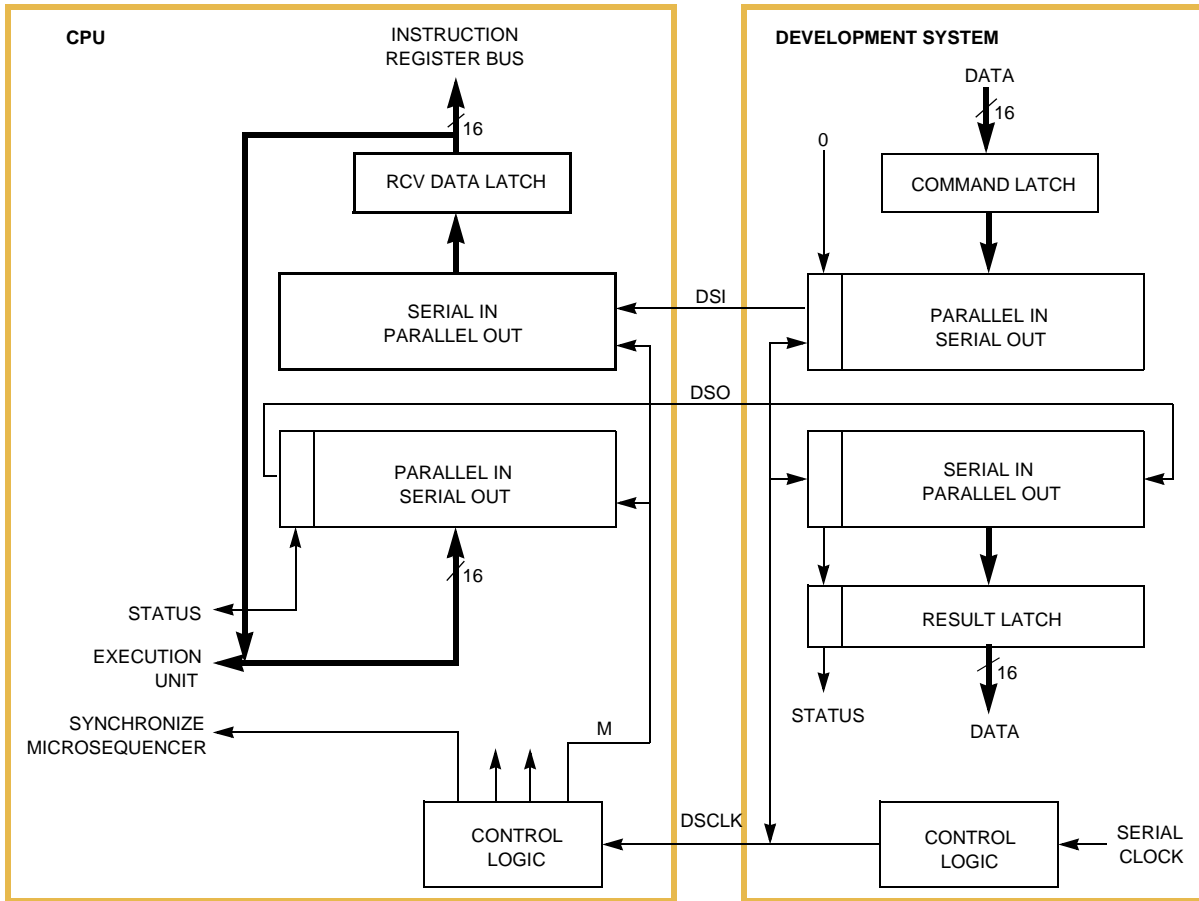 CPU
INSTRUCTION
REGISTER BUS
16
RCV DATA LATCH
SERIAL IN
PARALLEL OUT
PARALLEL IN
SERIAL OUT
16
STATUS
EXECUTION
UNIT
SYNCHRONIZE
MICROSEQUENCER
M
CONTROL
LOGIC
DSI
DSO
DSCLK
DEVELOPMENT SYSTEM
DATA
16
0
COMMAND LATCH
PARALLEL IN
SERIAL OUT
SERIAL IN
PARALLEL OUT
RESULT LATCH
16
STATUS
DATA
CONTROL
LOGIC
SERIAL
CLOCK